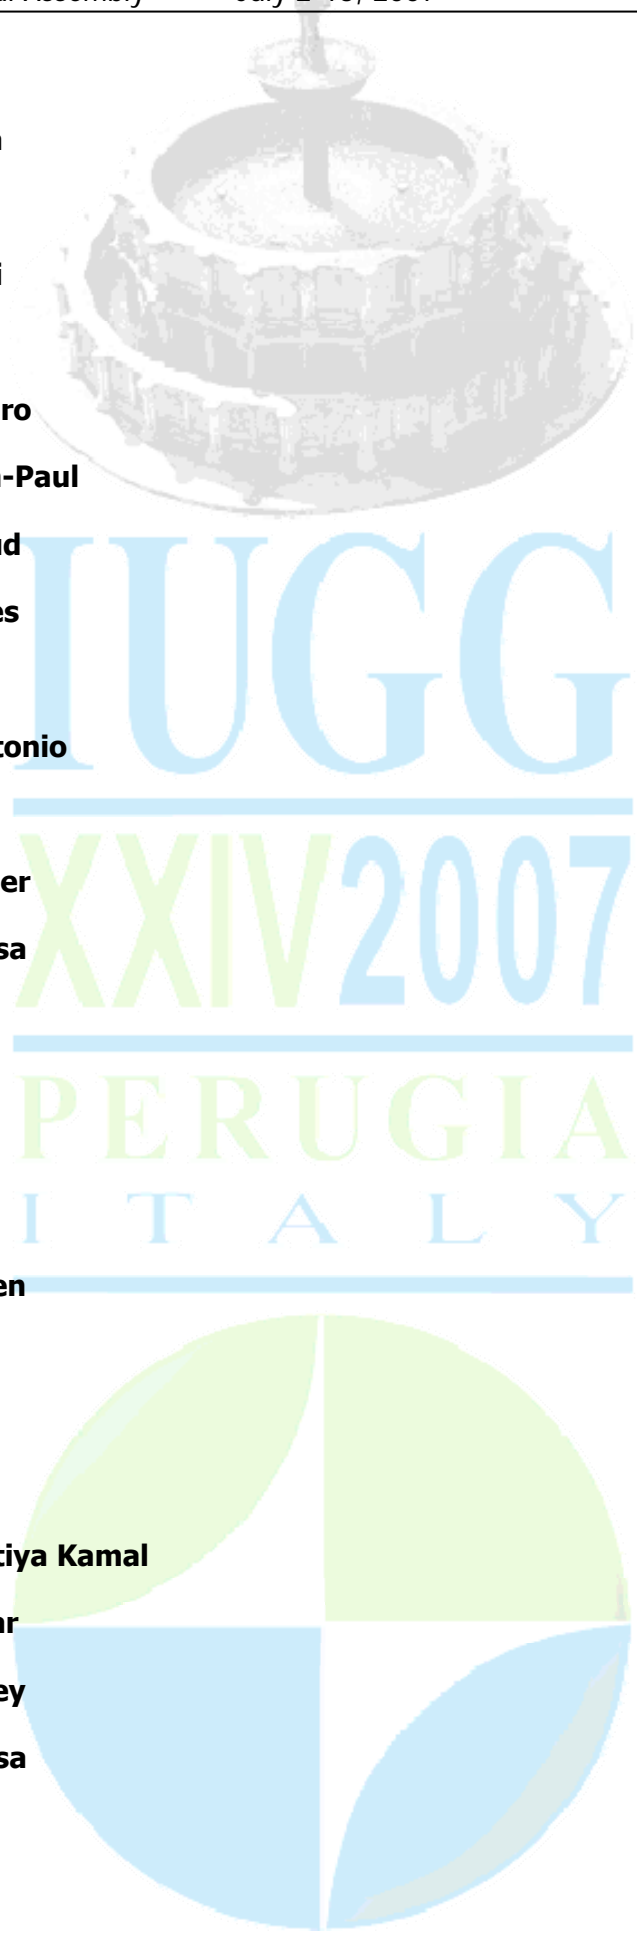 al Assembly July 2-13, 2007
n
i
ro
-Paul
d
es
IUGG
tonio
er
sa
XXIV2007
PERUGIA
ITALY
en
tiya Kamal
ar
ey
sa